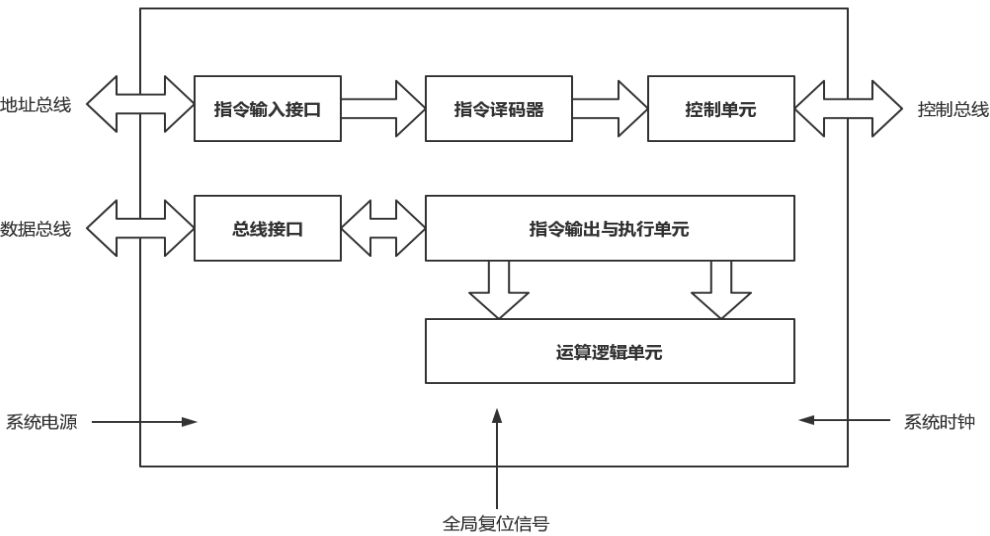 地址总线
指令输入接口
指令译码器
控制单元
控制总线
数据总线
总线接口
指令输出与执行单元
运算逻辑单元
系统电源
系统时钟
全局复位信号